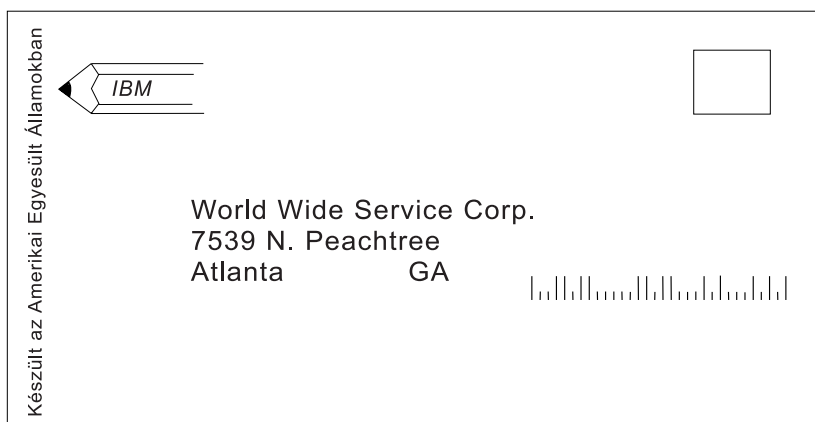 Készült az Amerikai Egyesült Államokban
IBM
World Wide Service Corp.
7539 N. Peachtree
Atlanta GA